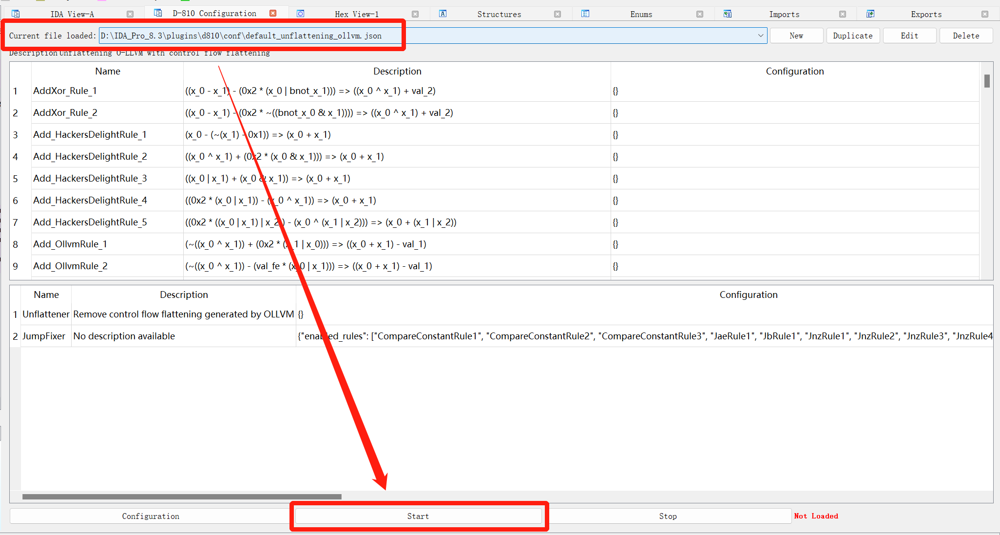 IDA View-A D-810 Configuration Hex View-1 Structures Enums Imports Exports
Current file loaded: D:\IDA_Pro_8.3\plugins\d810\conf\default_unflattening_ollvm.json New Duplicate Edit Delete
Description Unflattening O-LLVM with control flow flattening
Name Description Configuration
1 AddXor_Rule_1 ((x_0 - x_1) - (0x2 * (x_0 | bnot_x_1))) => ((x_0 ^ x_1) + val_2) {}
2 AddXor_Rule_2 ((x_0 - x_1) - (0x2 * ~((bnot_x_0 & x_1)))) => ((x_0 ^ x_1) + val_2) {}
3 Add_HackersDelightRule_1 (x_0 - (~(x_1) - 0x1)) => (x_0 + x_1) {}
4 Add_HackersDelightRule_2 ((x_0 ^ x_1) + (0x2 * (x_0 & x_1))) => (x_0 + x_1) {}
5 Add_HackersDelightRule_3 ((x_0 | x_1) + (x_0 & x_1)) => (x_0 + x_1) {}
6 Add_HackersDelightRule_4 ((0x2 * (x_0 | x_1)) - (x_0 ^ x_1)) => (x_0 + x_1) {}
7 Add_HackersDelightRule_5 ((0x2 * ((x_0 | x_1) | x_2)) - (x_0 ^ (x_1 | x_2))) => (x_0 + (x_1 | x_2)) {}
8 Add_OllvmRule_1 (~((x_0 ^ x_1)) + (0x2 * (x_1 | x_0))) => ((x_0 + x_1) - val_1) {}
9 Add_OllvmRule_2 (~((x_0 ^ x_1)) - (val_fe * (x_0 | x_1))) => ((x_0 + x_1) - val_1) {}
Name Description Configuration
1 Unflattener Remove control flow flattening generated by OLLVM {}
2 JumpFixer No description available {"enabled_rules": ["CompareConstantRule1", "CompareConstantRule2", "CompareConstantRule3", "JaeRule1", "JbRule1", "JnzRule1", "JnzRule2", "JnzRule3", "JnzRule4
Configuration Start Stop Not Loaded